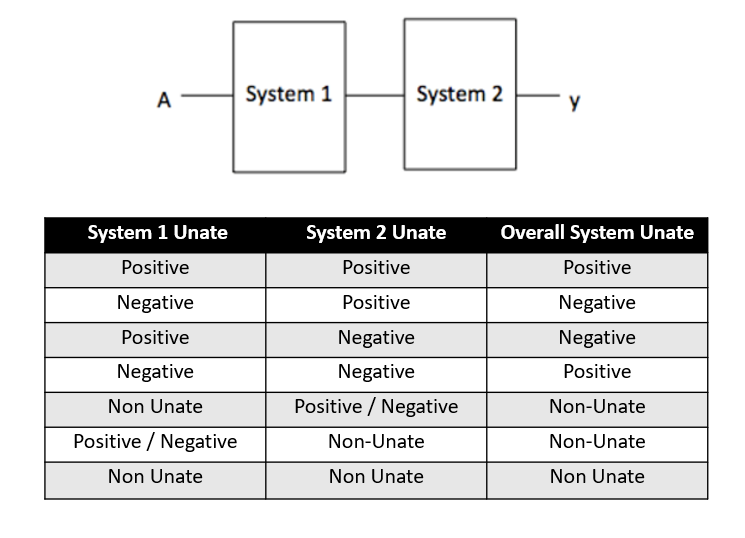 A System 1 System 2 y
System 1 Unate System 2 Unate Overall System Unate
Positive Positive Positive
Negative Positive Negative
Positive Negative Negative
Negative Negative Positive
Non Unate Positive / Negative Non-Unate
Positive / Negative Non-Unate Non-Unate
Non Unate Non Unate Non Unate